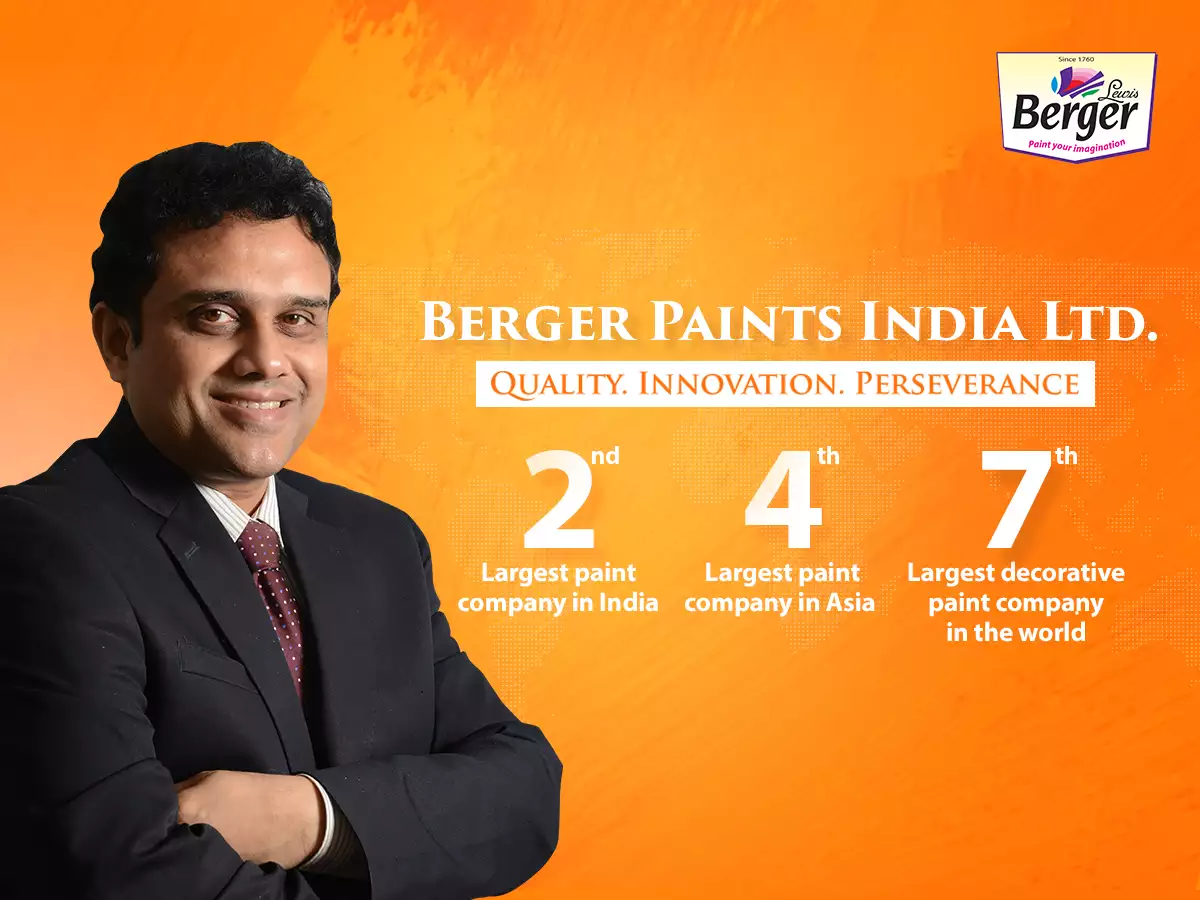 Since 1760
Lewis
Berger
Paint your imagination
BERGER PAINTS INDIA LTD.
QUALITY. INNOVATION. PERSEVERANCE
2nd
Largest paint
company in India
4th
Largest paint
company in Asia
7th
Largest decorative
paint company
in the world